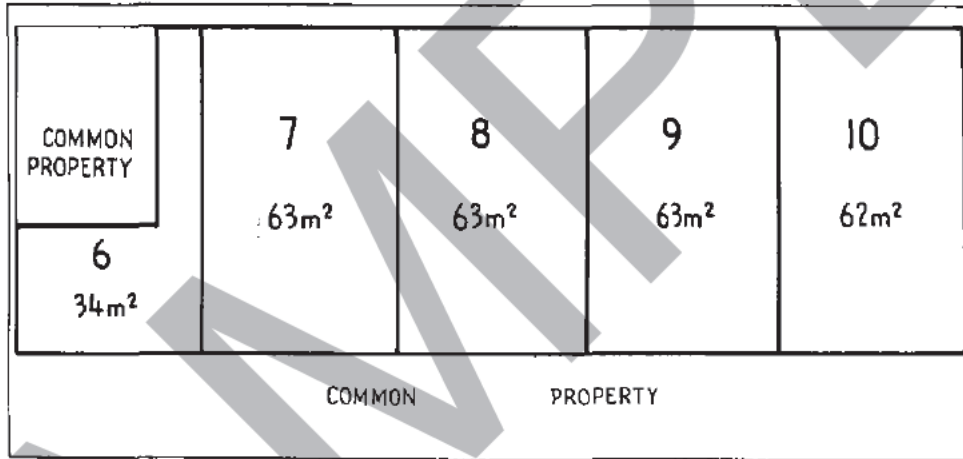 COMMON
PROPERTY
6
34m²
7
63m²
8
63m²
9
63m²
10
62m²
COMMON PROPERTY